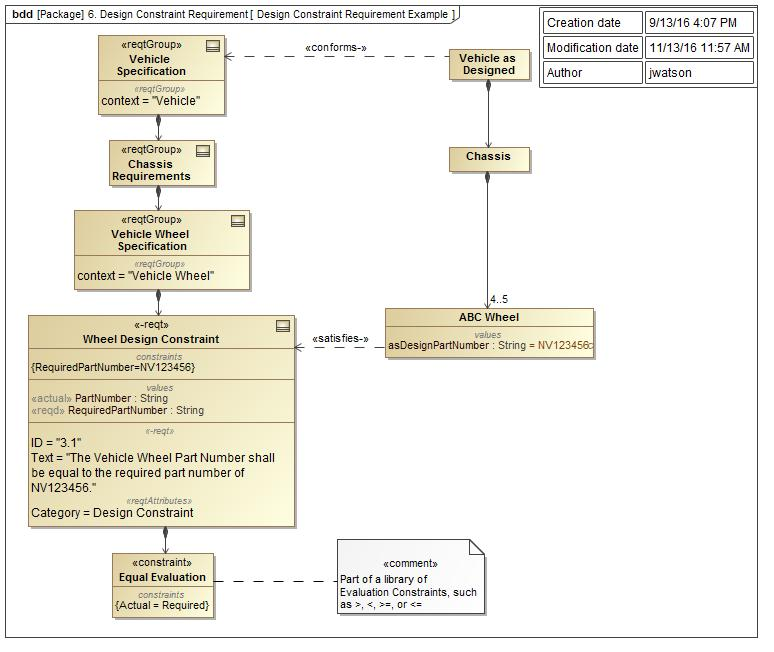 bdd [Package] 6. Design Constraint Requirement [ Design Constraint Requirement Example ]
Creation date 9/13/16 4:07 PM
Modification date 11/13/16 11:57 AM
Author jwatson
«reqtGroup»
Vehicle
Specification
«reqtGroup»
context = "Vehicle"
«conforms-»
Vehicle as
Designed
«reqtGroup»
Chassis
Requirements
Chassis
«reqtGroup»
Vehicle Wheel
Specification
«reqtGroup»
context = "Vehicle Wheel"
4..5
ABC Wheel
values
asDesignPartNumber : String = NV123456
«satisfies-»
«-reqt»
Wheel Design Constraint
constraints
{RequiredPartNumber=NV123456}
values
«actual» PartNumber : String
«reqd» RequiredPartNumber : String
«-reqt»
ID = "3.1"
Text = "The Vehicle Wheel Part Number shall
be equal to the required part number of
NV123456."
«reqtAttributes»
Category = Design Constraint
«constraint»
Equal Evaluation
constraints
{Actual = Required}
«comment»
Part of a library of
Evaluation Constraints, such
as >, <, >=, or <=